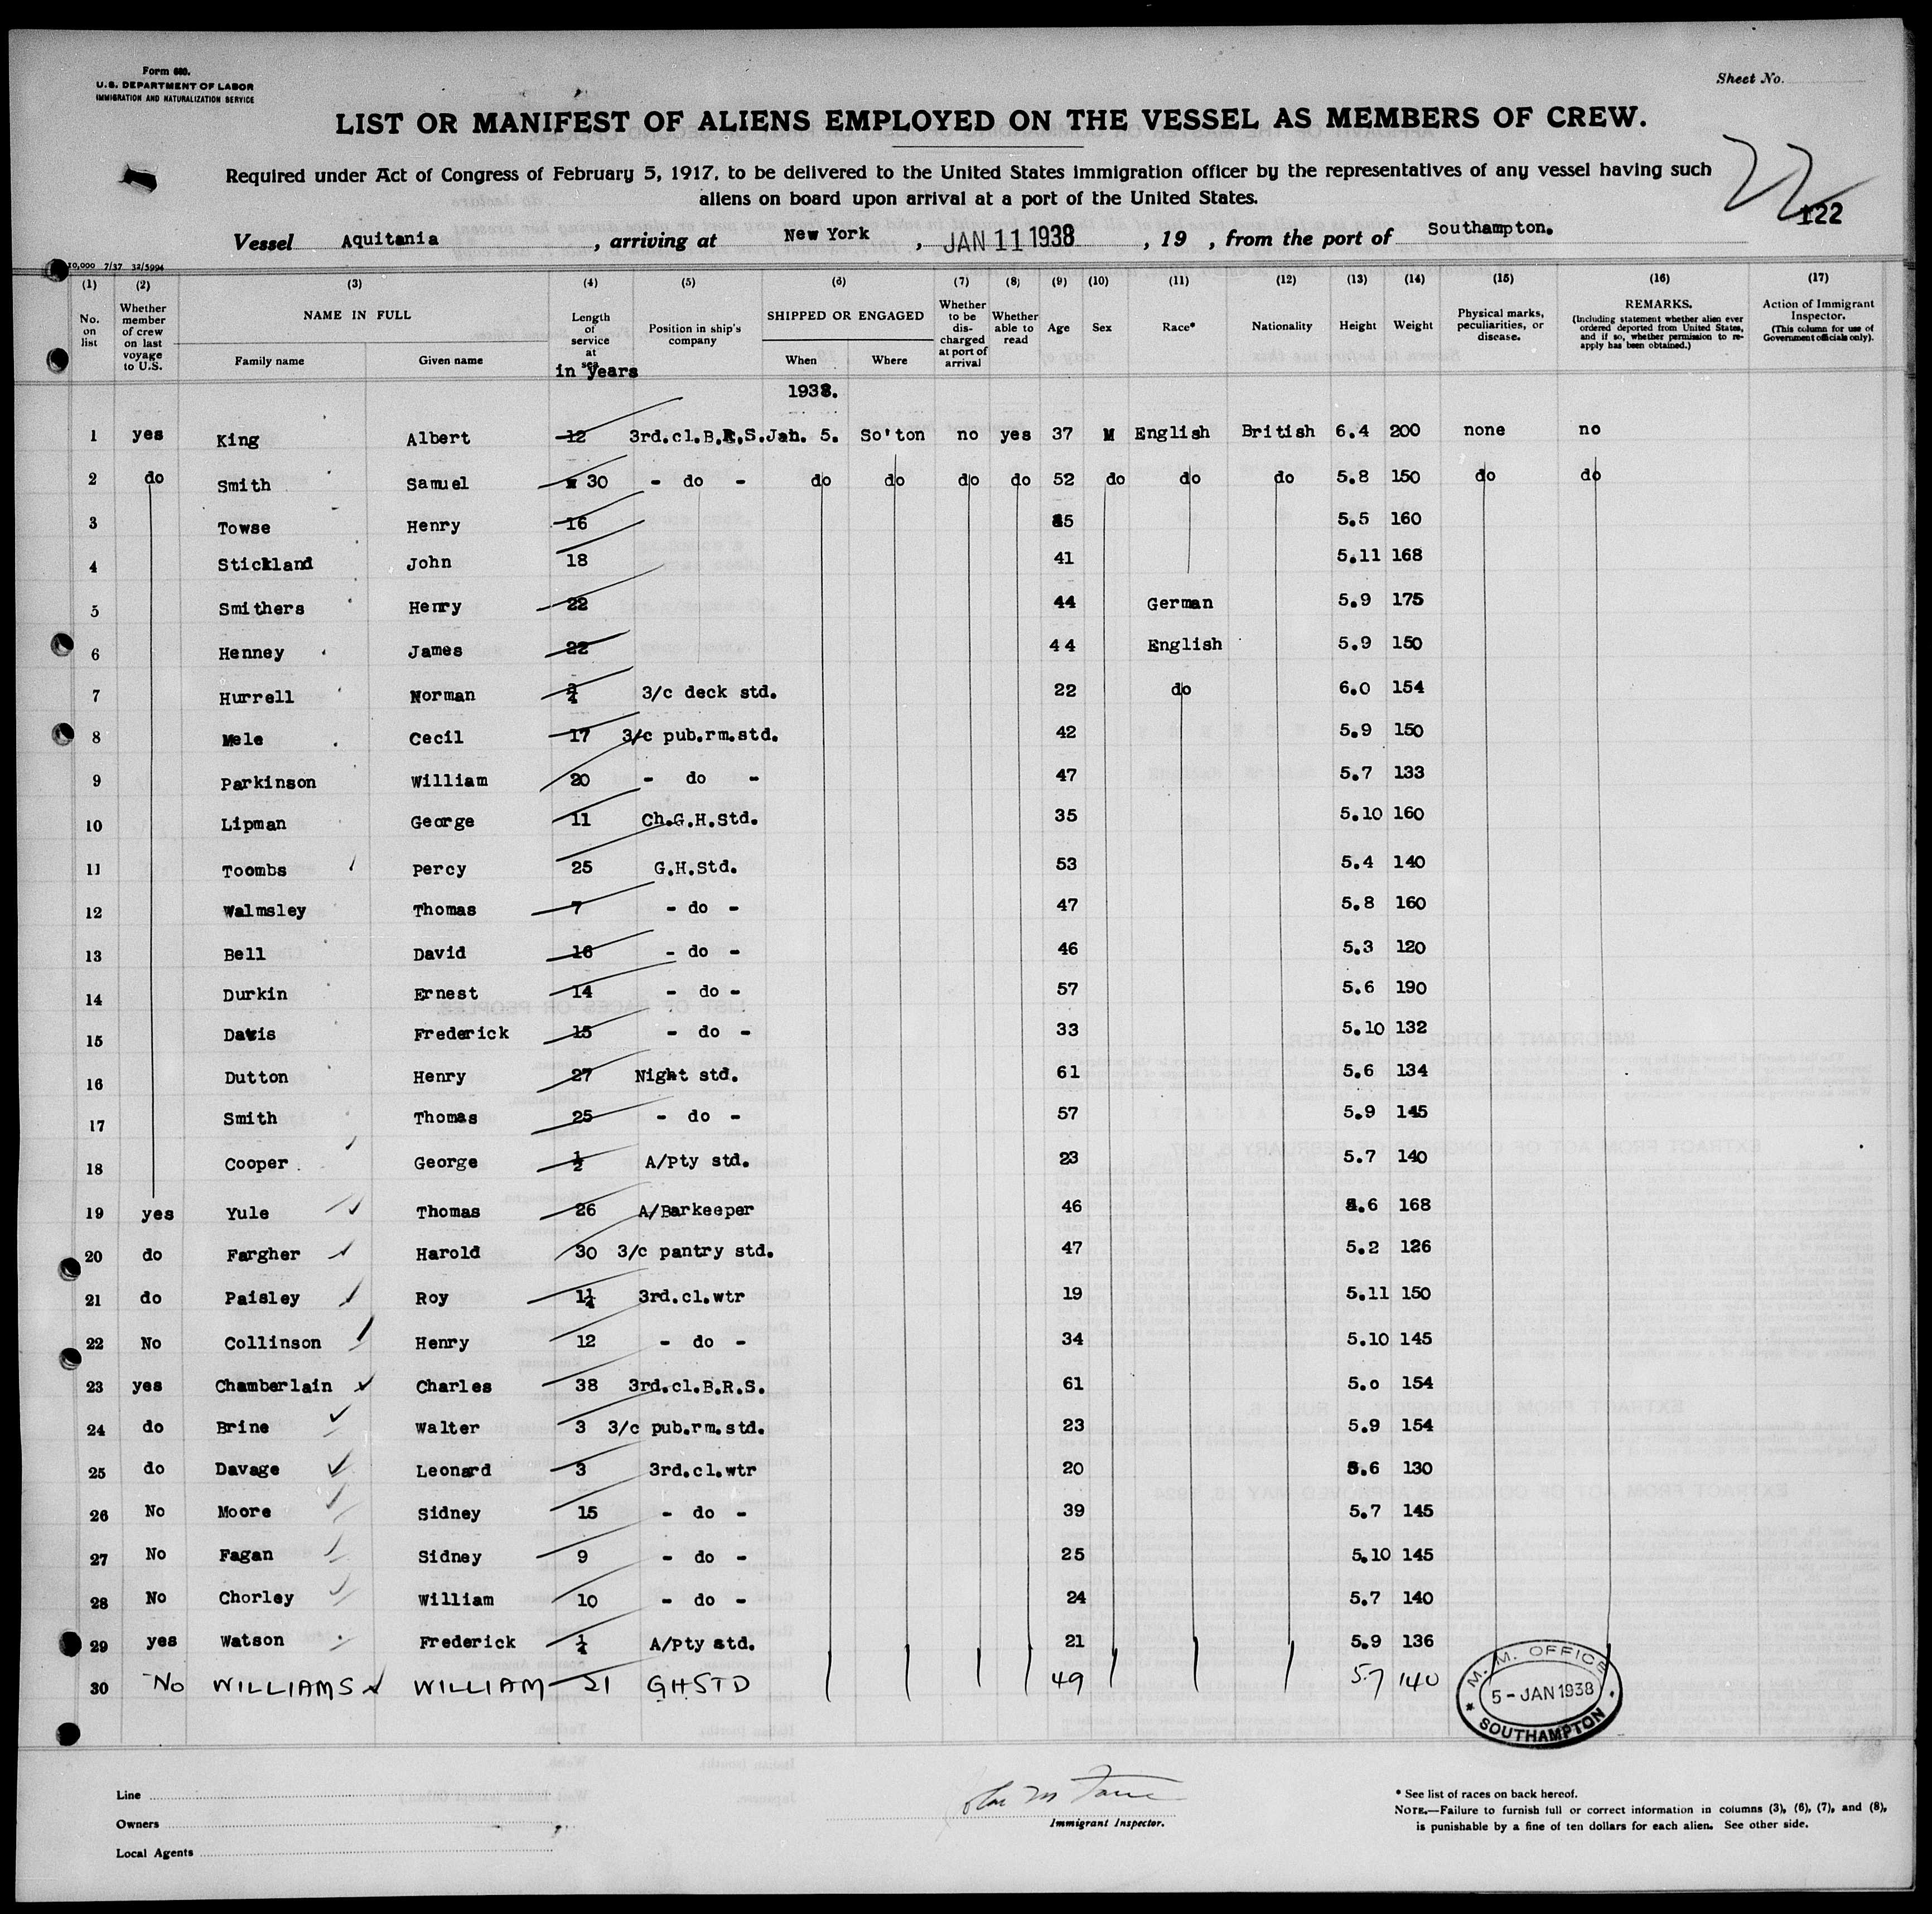 Form 680.
U.S. DEPARTMENT OF LABOR
IMMIGRATION AND NATURALIZATION SERVICE
Sheet No.
LIST OR MANIFEST OF ALIENS EMPLOYED ON THE VESSEL AS MEMBERS OF CREW.
Required under Act of Congress of February 5, 1917, to be delivered to the United States immigration officer by the representatives of any vessel having such
aliens on board upon arrival at a port of the United States.
22
122
Vessel Aquitania, arriving at New York, JAN 11 1938, 19 , from the port of Southampton.
10,000 7/37 32/5994
(1) (2) (3) (4) (5) (6) (7) (8) (9) (10) (11) (12) (13) (14) (15) (16) (17)
No. on list
Whether member of crew on last voyage to U.S.
NAME IN FULL
Family name
Given name
Length of service at sea
in years
Position in ship's company
SHIPPED OR ENGAGED
When
Where
Whether to be discharged at port of arrival
Whether able to read
Age
Sex
Race*
Nationality
Height
Weight
Physical marks, peculiarities, or disease.
REMARKS.
(Including statement whether alien ever ordered deported from United States, and if so, whether permission to reapply has been obtained.)
Action of Immigrant Inspector.
(This column for use of Government officials only).
1938.
1 yes King Albert 12 3rd.cl.B.R.S. Jan. 5. So'ton no yes 37 M English British 6.4 200 none no
2 do Smith Samuel 30 - do - do do do do 52 do do do 5.8 150 do do
3 Towse Henry 16 5.5 160
4 Stickland John 18 41 5.11 168
5 Smithers Henry 22 44 German 5.9 175
6 Henney James 22 44 English 5.9 150
7 Hurrell Norman 3/4 3/c deck std. 22 do 6.0 154
8 Mele Cecil 17 3/c pub.rm.std. 42 5.9 150
9 Parkinson William 20 - do - 47 5.7 133
10 Lipman George 11 Ch.G.H.Std. 35 5.10 160
11 Toombs Percy 25 G.H.Std. 53 5.4 140
12 Walmsley Thomas 7 - do - 47 5.8 160
13 Bell David 16 - do - 46 5.3 120
14 Durkin Ernest 14 - do - 57 5.6 190
15 Davis Frederick 15 - do - 33 5.10 132
16 Dutton Henry 27 Night std. 61 5.6 134
17 Smith Thomas 25 - do - 57 5.9 145
18 Cooper George ½ A/Pty std. 23 5.7 140
19 yes Yule Thomas 26 A/Barkeeper 46 5.6 168
20 do Fargher Harold 30 3/c pantry std. 47 5.2 126
21 do Paisley Roy 1¼ 3rd.cl.wtr 19 5.11 150
22 No Collinson Henry 12 - do - 34 5.10 145
23 yes Chamberlain Charles 38 3rd.cl.B.R.S. 61 5.0 154
24 do Brine Walter 3 3/c pub.rm.std. 23 5.9 154
25 do Davage Leonard 3 3rd.cl.wtr 20 5.6 130
26 No Moore Sidney 15 - do - 39 5.7 145
27 No Fagan Sidney 9 - do - 25 5.10 145
28 No Chorley William 10 - do - 24 5.7 140
29 yes Watson Frederick ¼ A/Pty std. 21 5.9 136
30 No WILLIAMS WILLIAM 21 GHSTD 49 5.7 140
M. M. OFFICE
5 - JAN 1938
SOUTHAMPTON
Line
Owners
Local Agents
Immigrant Inspector.
* See list of races on back hereof.
NOTE.—Failure to furnish full or correct information in columns (3), (6), (7), and (8),
is punishable by a fine of ten dollars for each alien. See other side.